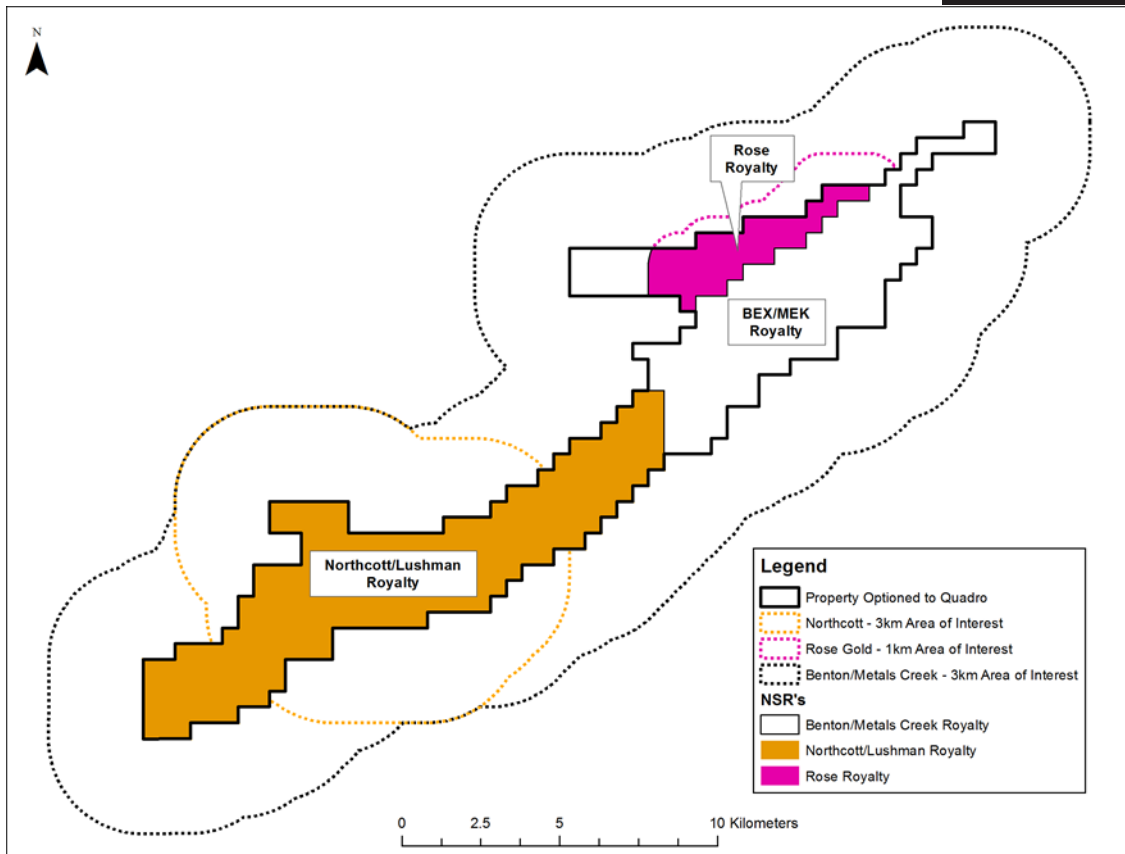 N
Rose
Royalty
BEX/MEK
Royalty
Northcott/Lushman
Royalty
Legend
Property Optioned to Quadro
Northcott - 3km Area of Interest
Rose Gold - 1km Area of Interest
Benton/Metals Creek - 3km Area of Interest
NSR's
Benton/Metals Creek Royalty
Northcott/Lushman Royalty
Rose Royalty
0 2.5 5 10 Kilometers